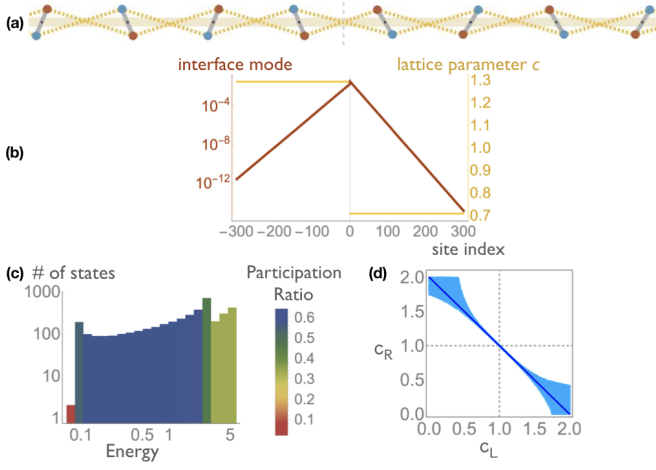 (a)
interface mode
lattice parameter c
(b)
10⁻⁴
10⁻⁸
10⁻¹²
1.3
1.2
1.1
1.0
0.9
0.8
0.7
−300 −200 −100 0 100 200 300
site index
(c)
# of states
1000
100
10
1
0.1 0.5 1 5
Energy
Participation
Ratio
0.6
0.5
0.4
0.3
0.2
0.1
(d)
2.0
1.5
1.0
0.5
0.0
c_R
0.0 0.5 1.0 1.5 2.0
c_L